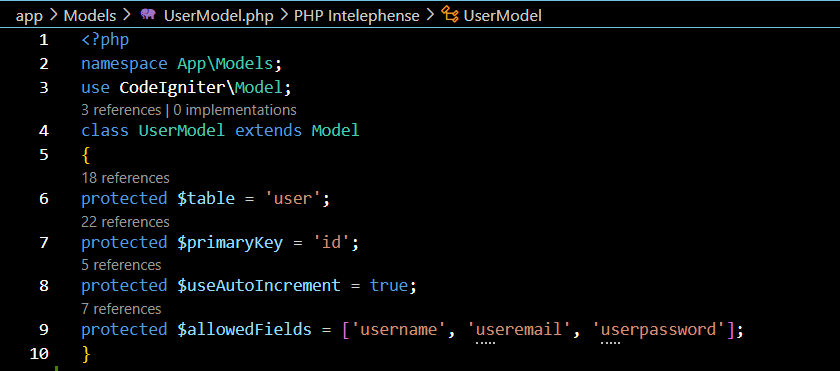 app > Models > UserModel.php > PHP Intelephense > UserModel
1 <?php
2 namespace App\Models;
3 use CodeIgniter\Model;
3 references | 0 implementations
4 class UserModel extends Model
5 {
18 references
6 protected $table = 'user';
22 references
7 protected $primaryKey = 'id';
5 references
8 protected $useAutoIncrement = true;
7 references
9 protected $allowedFields = ['username', 'useremail', 'userpassword'];
10 }